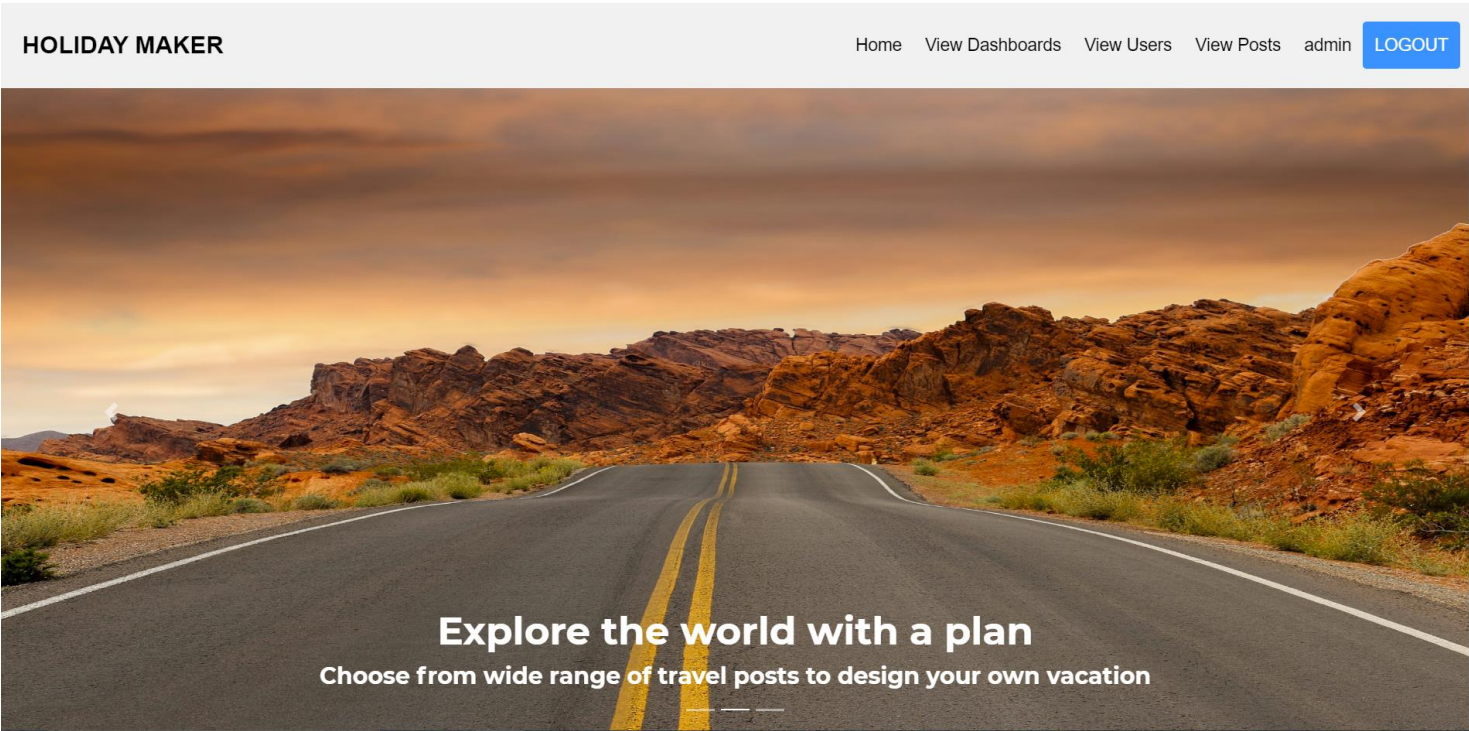 HOLIDAY MAKER
Home View Dashboards View Users View Posts admin LOGOUT
Explore the world with a plan
Choose from wide range of travel posts to design your own vacation